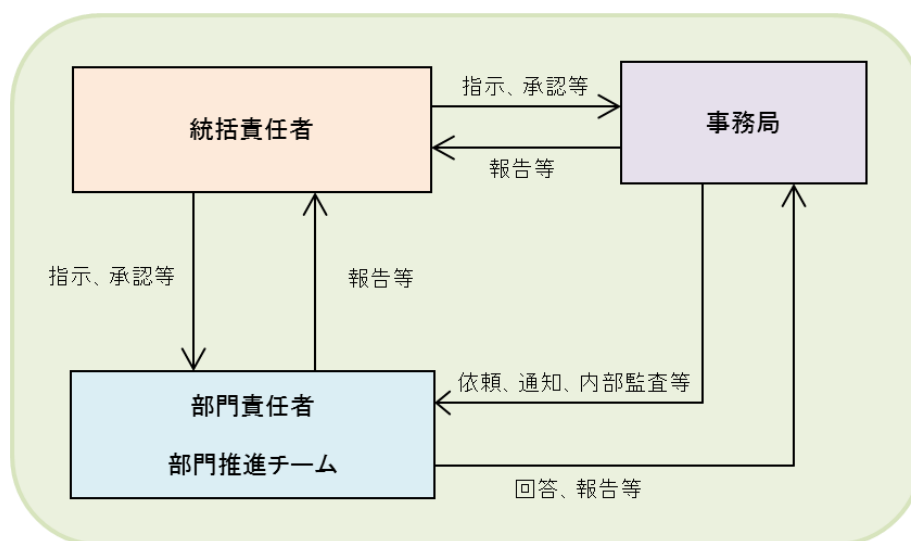 指示、承認等
統括責任者
事務局
報告等
指示、承認等
報告等
依頼、通知、内部監査等
部門責任者
部門推進チーム
回答、報告等